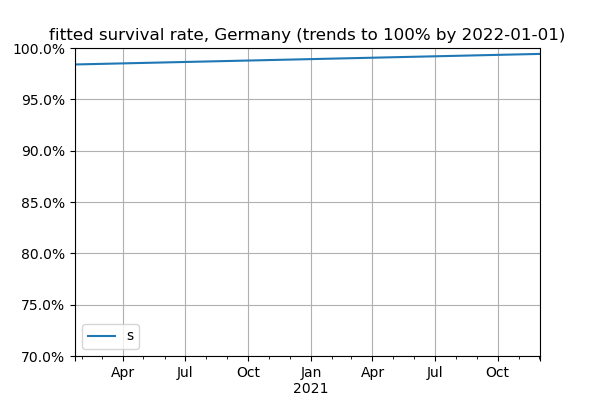 fitted survival rate, Germany (trends to 100% by 2022-01-01)
100.0%
95.0%
90.0%
85.0%
80.0%
75.0%
70.0%
s
Apr Jul Oct Jan Apr Jul Oct
2021